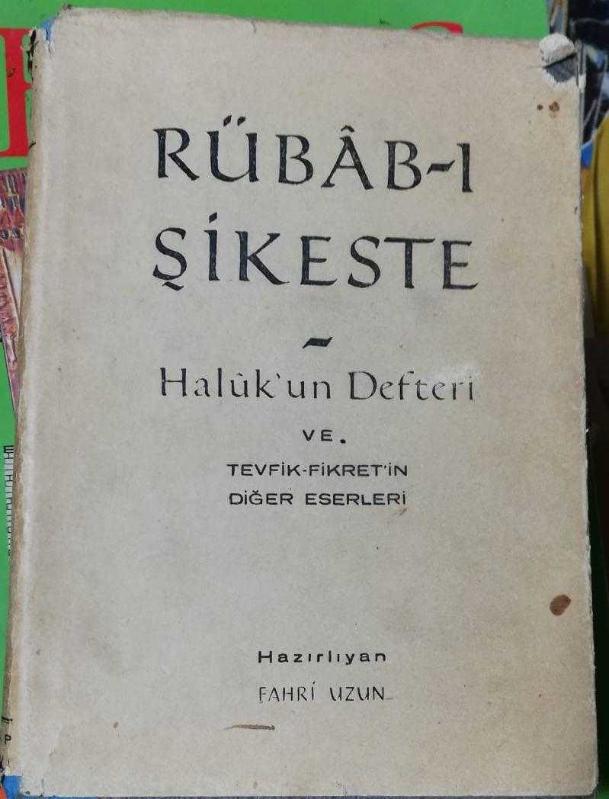 RÜBÂB-I
ŞİKESTE
-
Halûk'un Defteri
VE.
TEVFİK-FİKRET'İN
DİĞER ESERLERİ
Hazırlıyan
FAHRİ UZUN